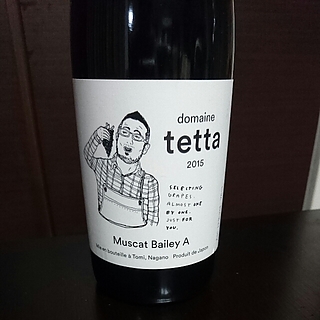 domaine
tetta
2015
SELECTING
GRAPES.
ALMOST ONE
BY ONE.
JUST FOR
YOU.
Muscat Bailey A
Mis en bouteille à Tomi, Nagano Produit de Japon